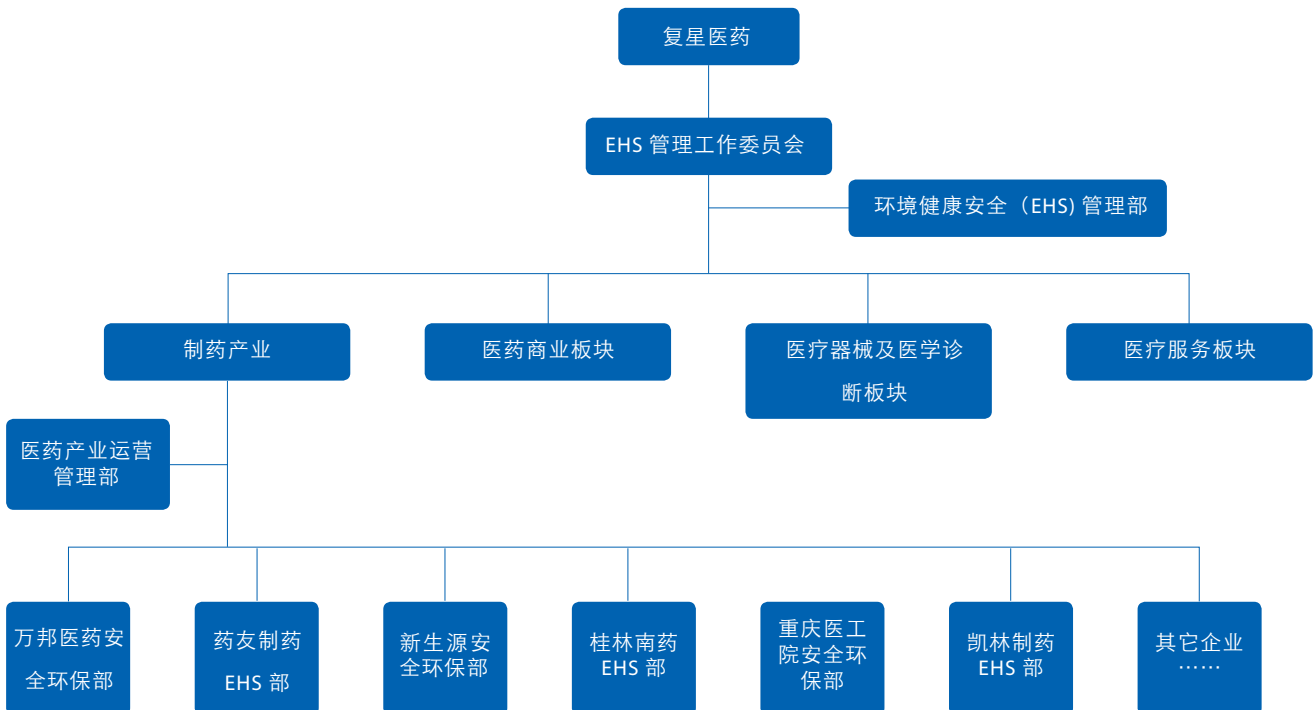 复星医药
EHS 管理工作委员会
环境健康安全（EHS) 管理部
制药产业
医药商业板块
医疗器械及医学诊
断板块
医疗服务板块
医药产业运营
管理部
万邦医药安
全环保部
药友制药
EHS 部
新生源安
全环保部
桂林南药
EHS 部
重庆医工
院安全环
保部
凯林制药
EHS 部
其它企业
……